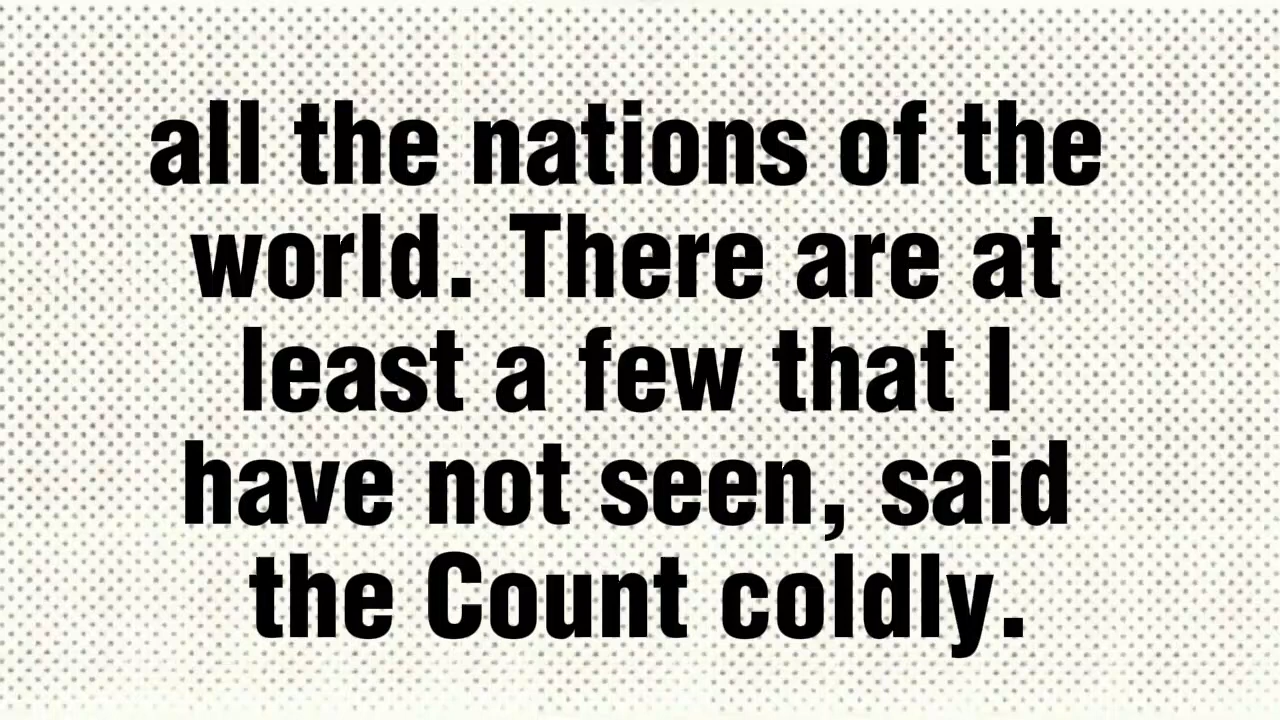 all the nations of the
world. There are at
least a few that I
have not seen, said
the Count coldly.